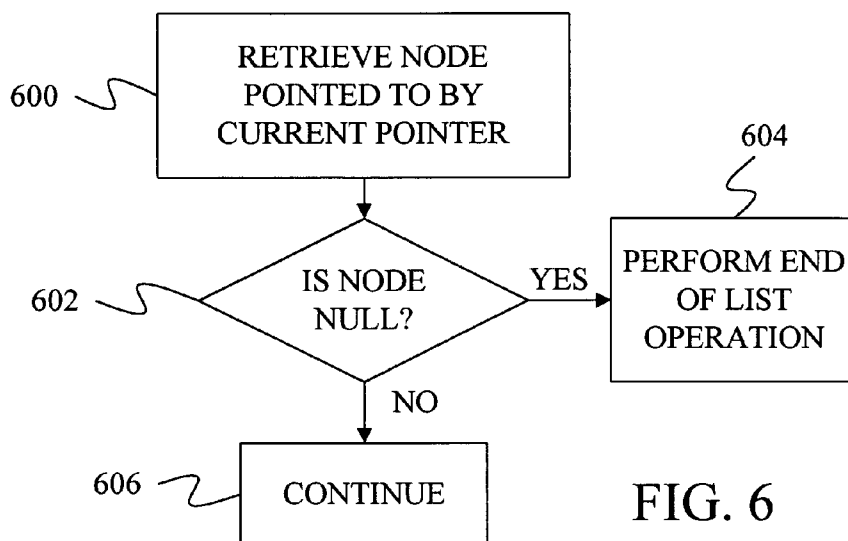 600
RETRIEVE NODE
POINTED TO BY
CURRENT POINTER
604
602
IS NODE
NULL?
YES
PERFORM END
OF LIST
OPERATION
NO
606
CONTINUE
FIG. 6